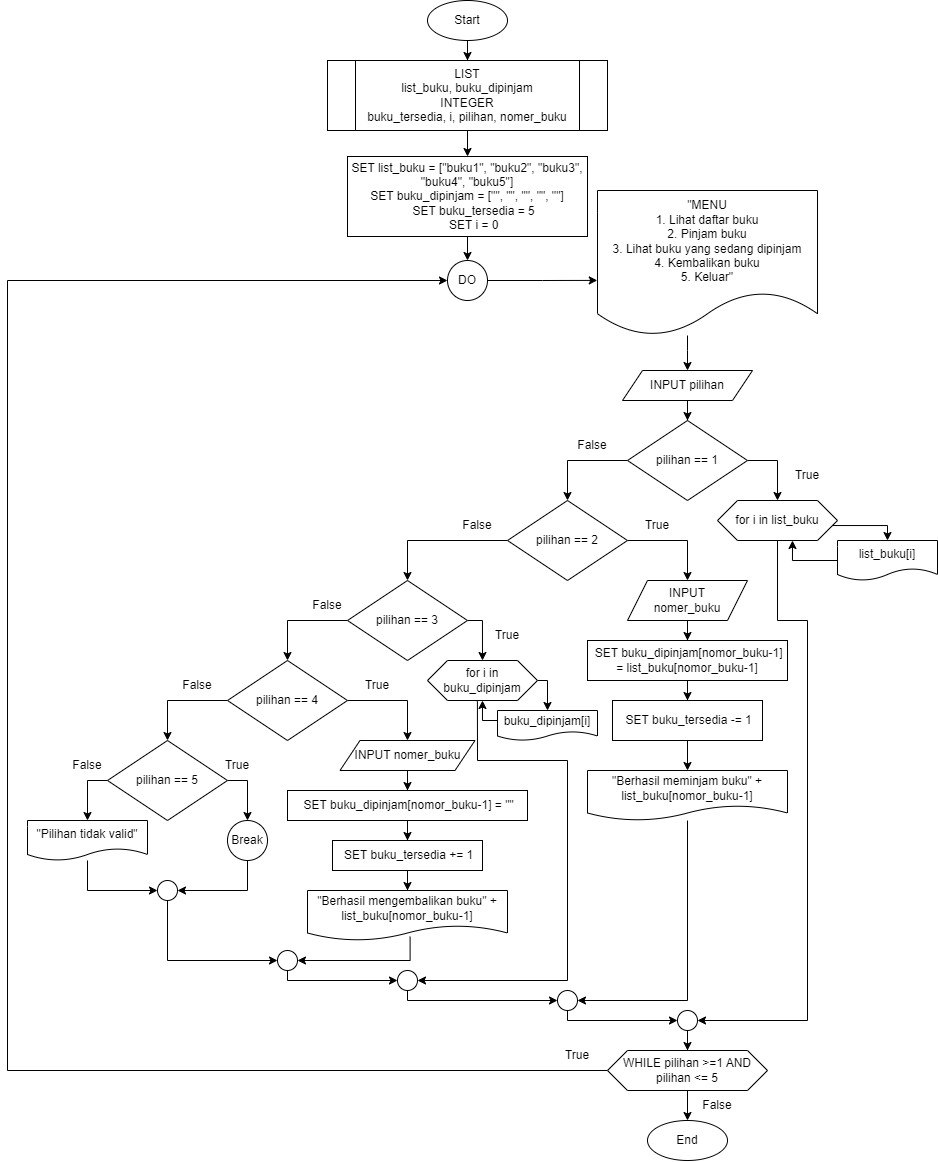 Start
LIST
list_buku, buku_dipinjam
INTEGER
buku_tersedia, i, pilihan, nomer_buku
SET list_buku = ["buku1", "buku2", "buku3",
"buku4", "buku5"]
SET buku_dipinjam = ["", "", "", "", ""]
SET buku_tersedia = 5
SET i = 0
"MENU
1. Lihat daftar buku
2. Pinjam buku
3. Lihat buku yang sedang dipinjam
4. Kembalikan buku
5. Keluar"
DO
INPUT pilihan
False
pilihan == 1
True
for i in list_buku
list_buku[i]
False
pilihan == 2
True
INPUT
nomer_buku
SET buku_dipinjam[nomor_buku-1]
= list_buku[nomor_buku-1]
SET buku_tersedia -= 1
"Berhasil meminjam buku" +
list_buku[nomor_buku-1]
False
pilihan == 3
True
for i in
buku_dipinjam
buku_dipinjam[i]
False
pilihan == 4
True
INPUT nomer_buku
SET buku_dipinjam[nomor_buku-1] = ""
SET buku_tersedia += 1
"Berhasil mengembalikan buku" +
list_buku[nomor_buku-1]
False
pilihan == 5
True
"Pilihan tidak valid"
Break
True
WHILE pilihan >=1 AND
pilihan <= 5
False
End